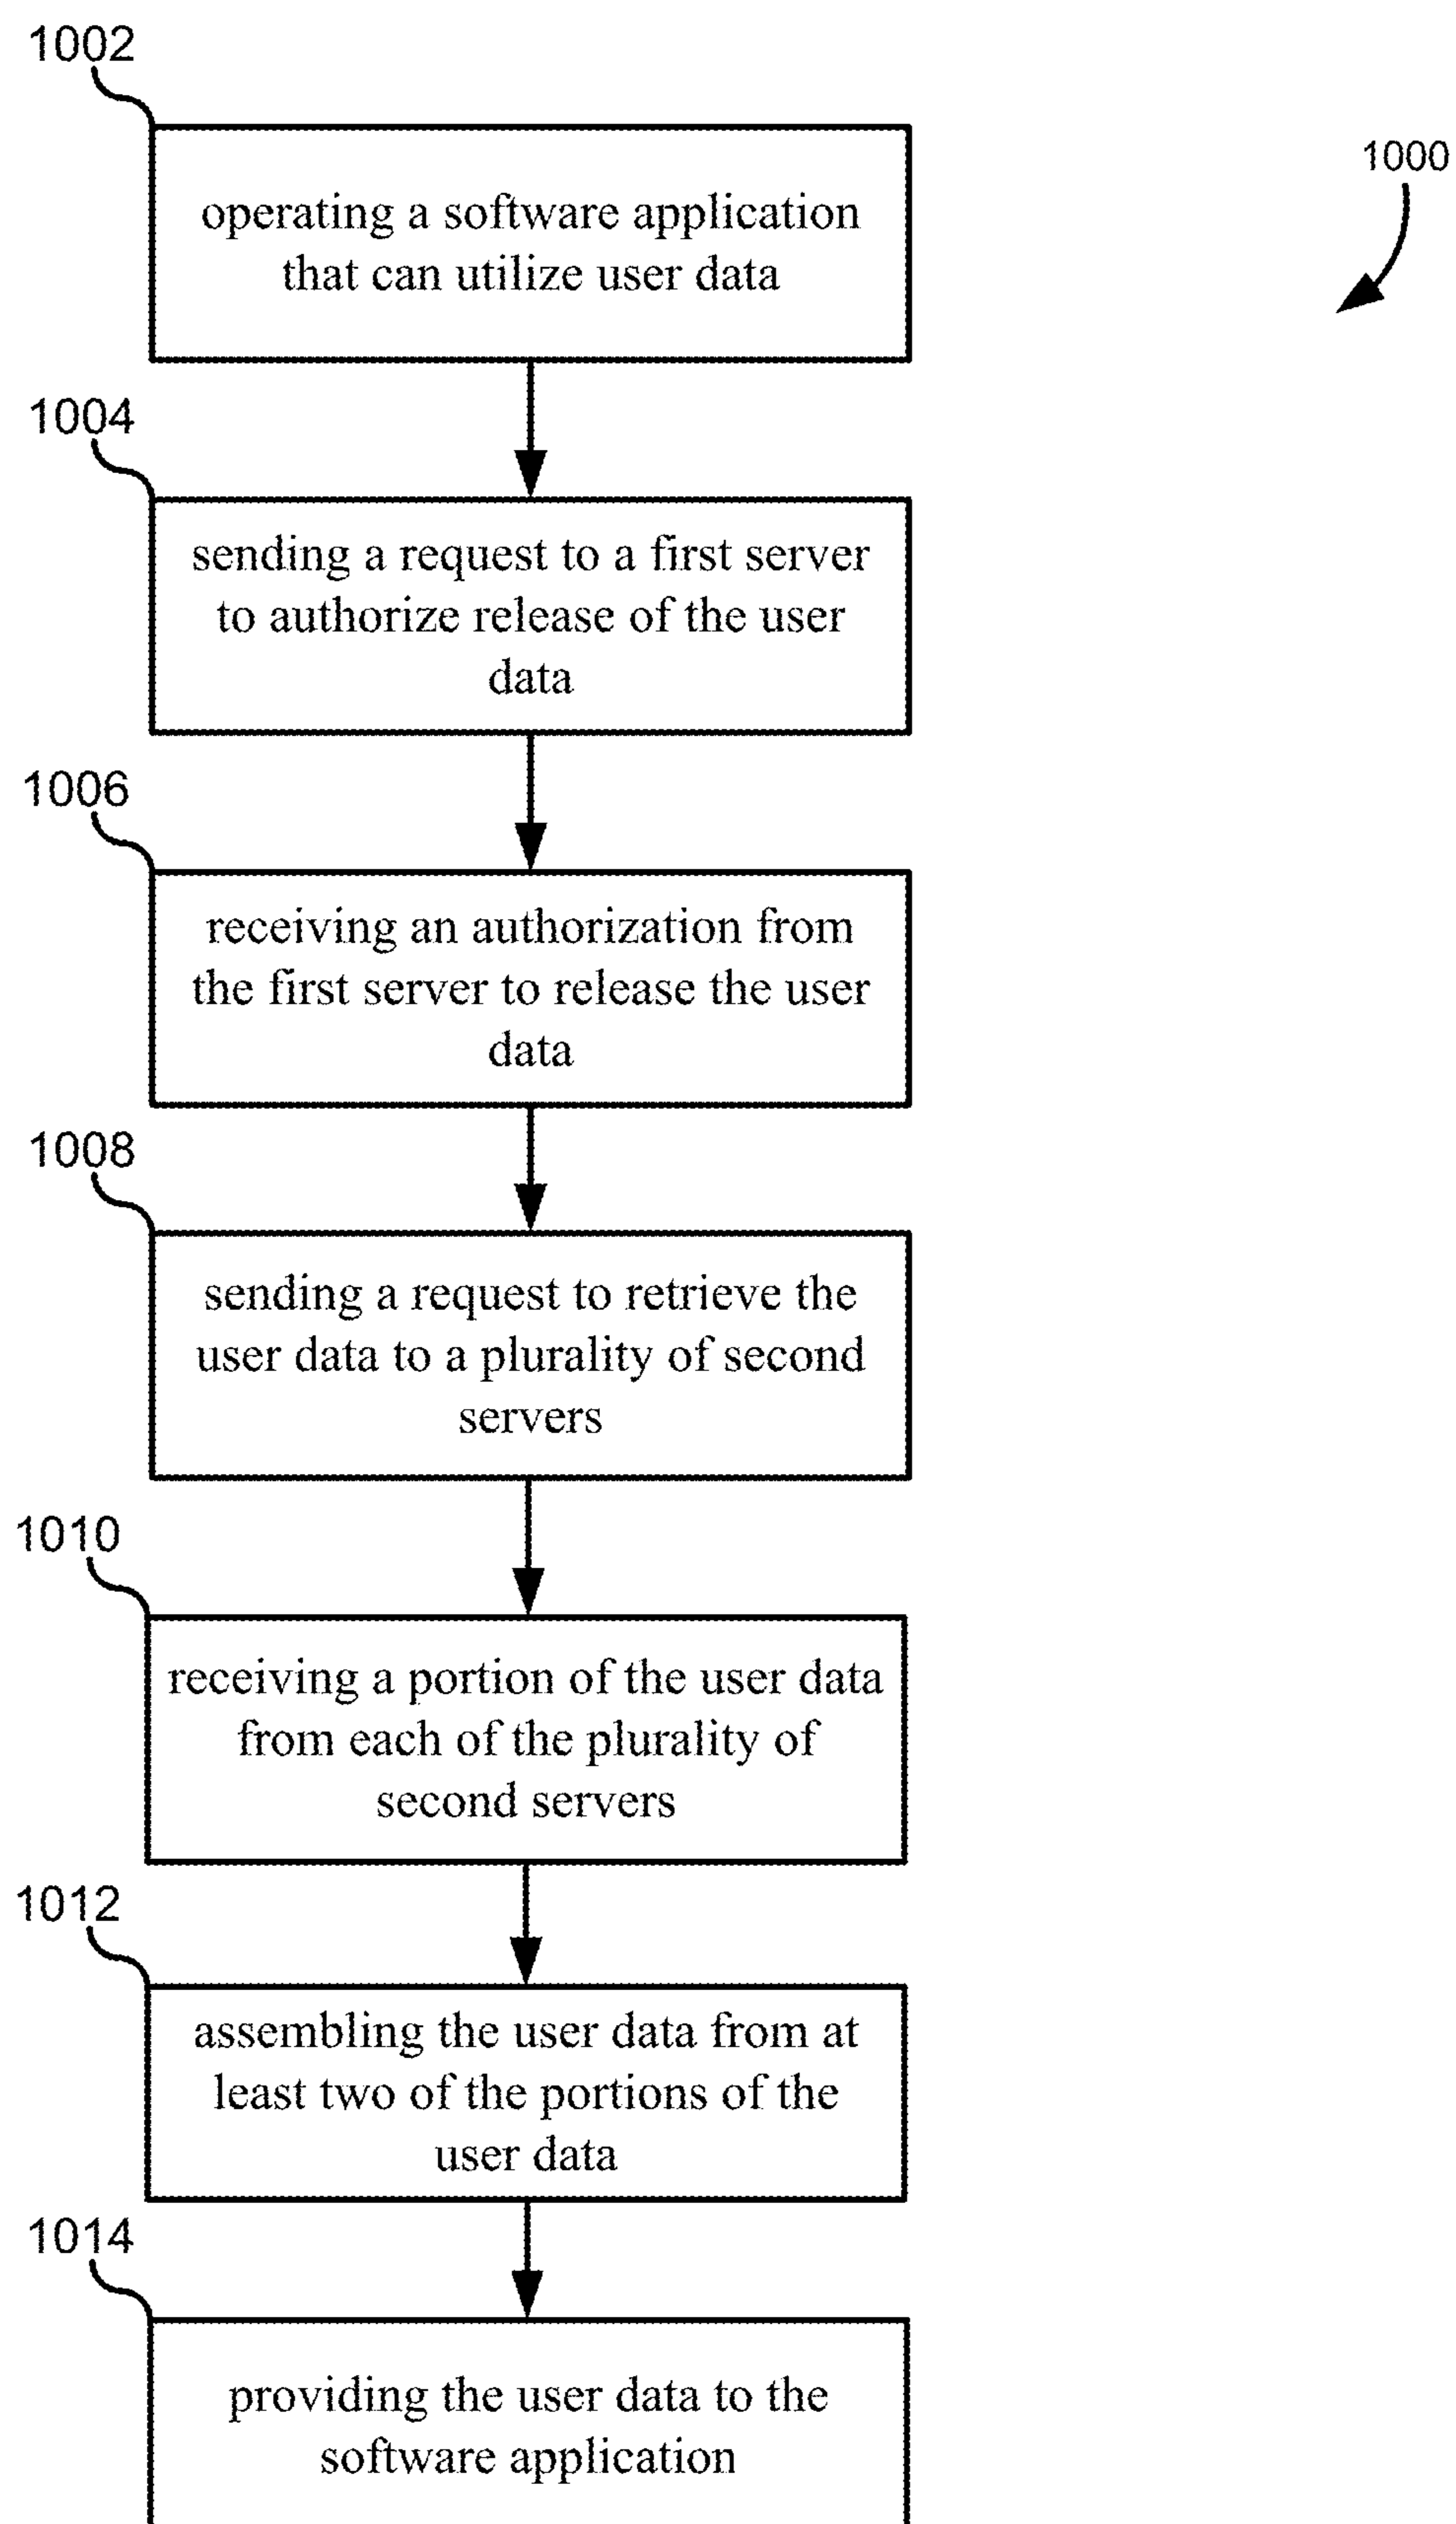 1002
1000
operating a software application
that can utilize user data
1004
sending a request to a first server
to authorize release of the user
data
1006
receiving an authorization from
the first server to release the user
data
1008
sending a request to retrieve the
user data to a plurality of second
servers
1010
receiving a portion of the user data
from each of the plurality of
second servers
1012
assembling the user data from at
least two of the portions of the
user data
1014
providing the user data to the
software application